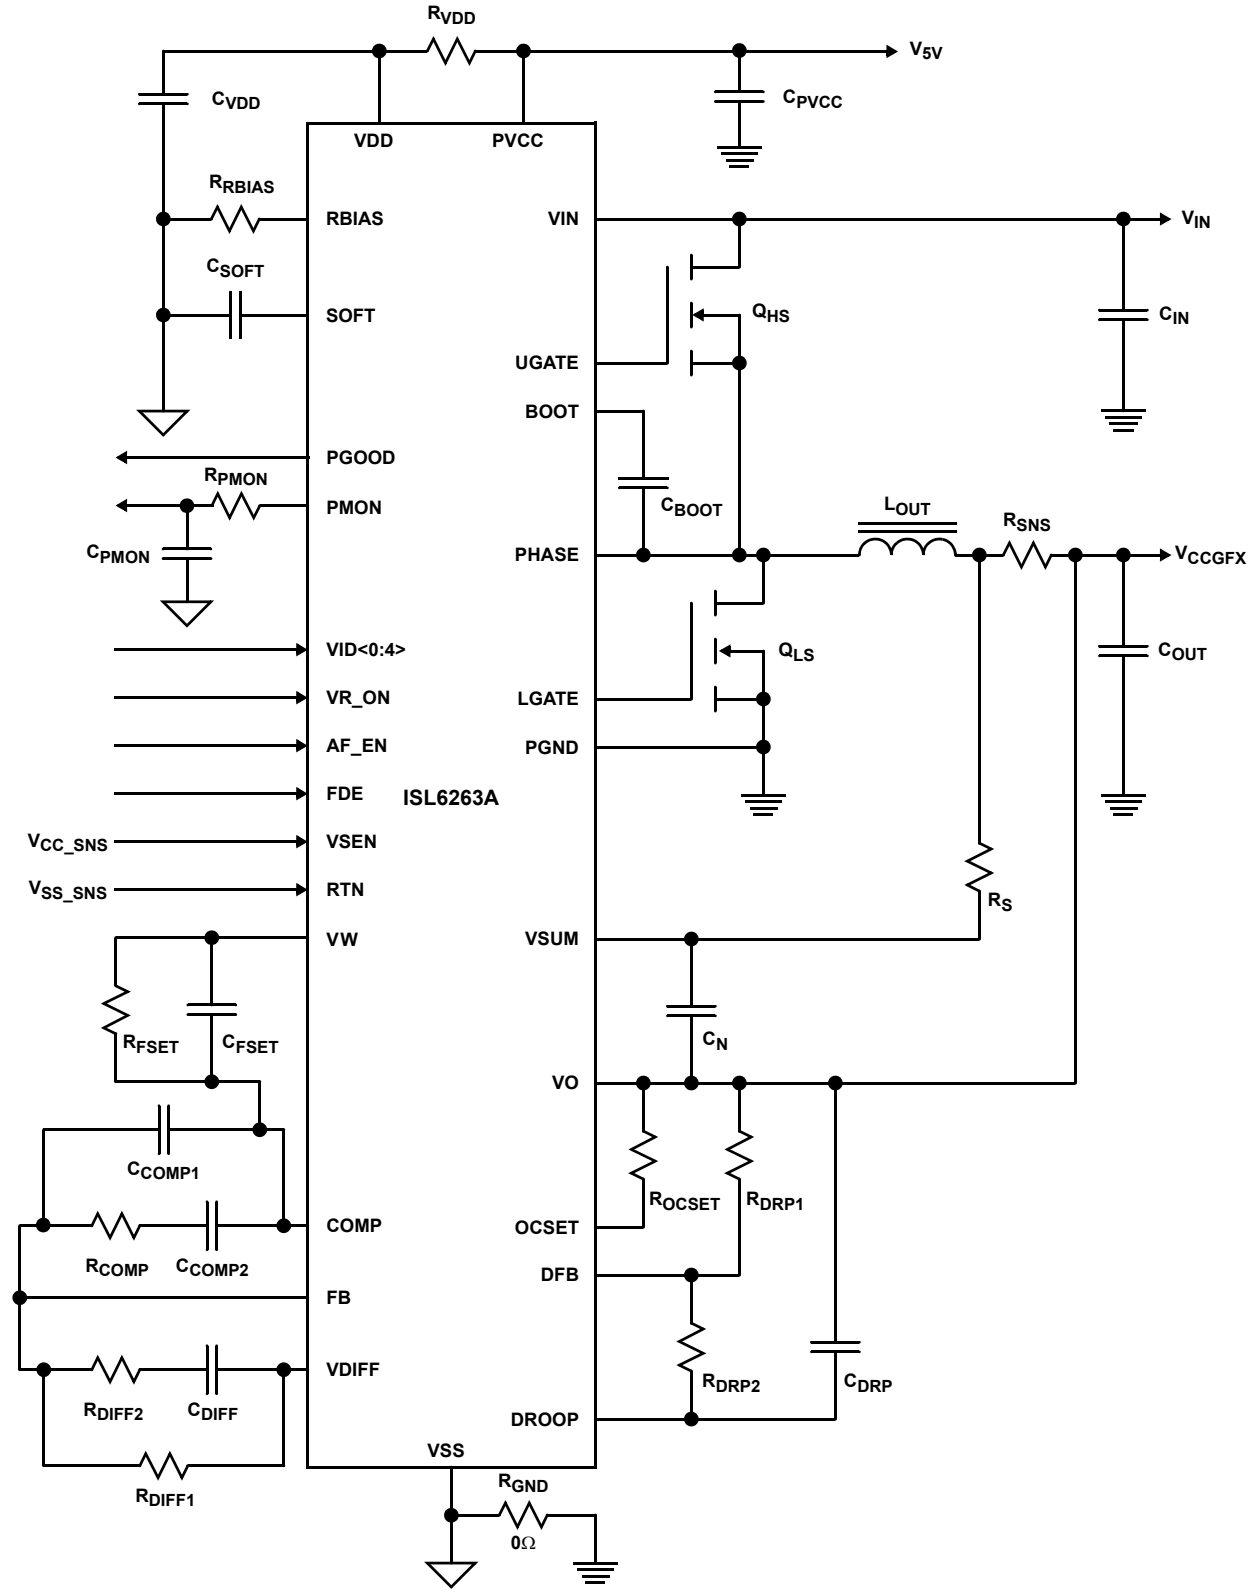 RVDD
V5V
CVDD
CPVCC
VDD
PVCC
RRBIAS
RBIAS
VIN
VIN
CSOFT
SOFT
QHS
CIN
UGATE
BOOT
PGOOD
RPMON
PMON
CBOOT
LOUT
RSNS
CPMON
PHASE
VCCGFX
VID<0:4>
QLS
COUT
VR_ON
LGATE
AF_EN
PGND
FDE
ISL6263A
VCC_SNS
VSEN
VSS_SNS
RTN
RS
VW
VSUM
RFSET
CFSET
CN
VO
CCOMP1
ROCSET
RDRP1
COMP
OCSET
RCOMP
CCOMP2
DFB
FB
VDIFF
RDRP2
CDRP
RDIFF2
CDIFF
DROOP
VSS
RDIFF1
RGND
0Ω